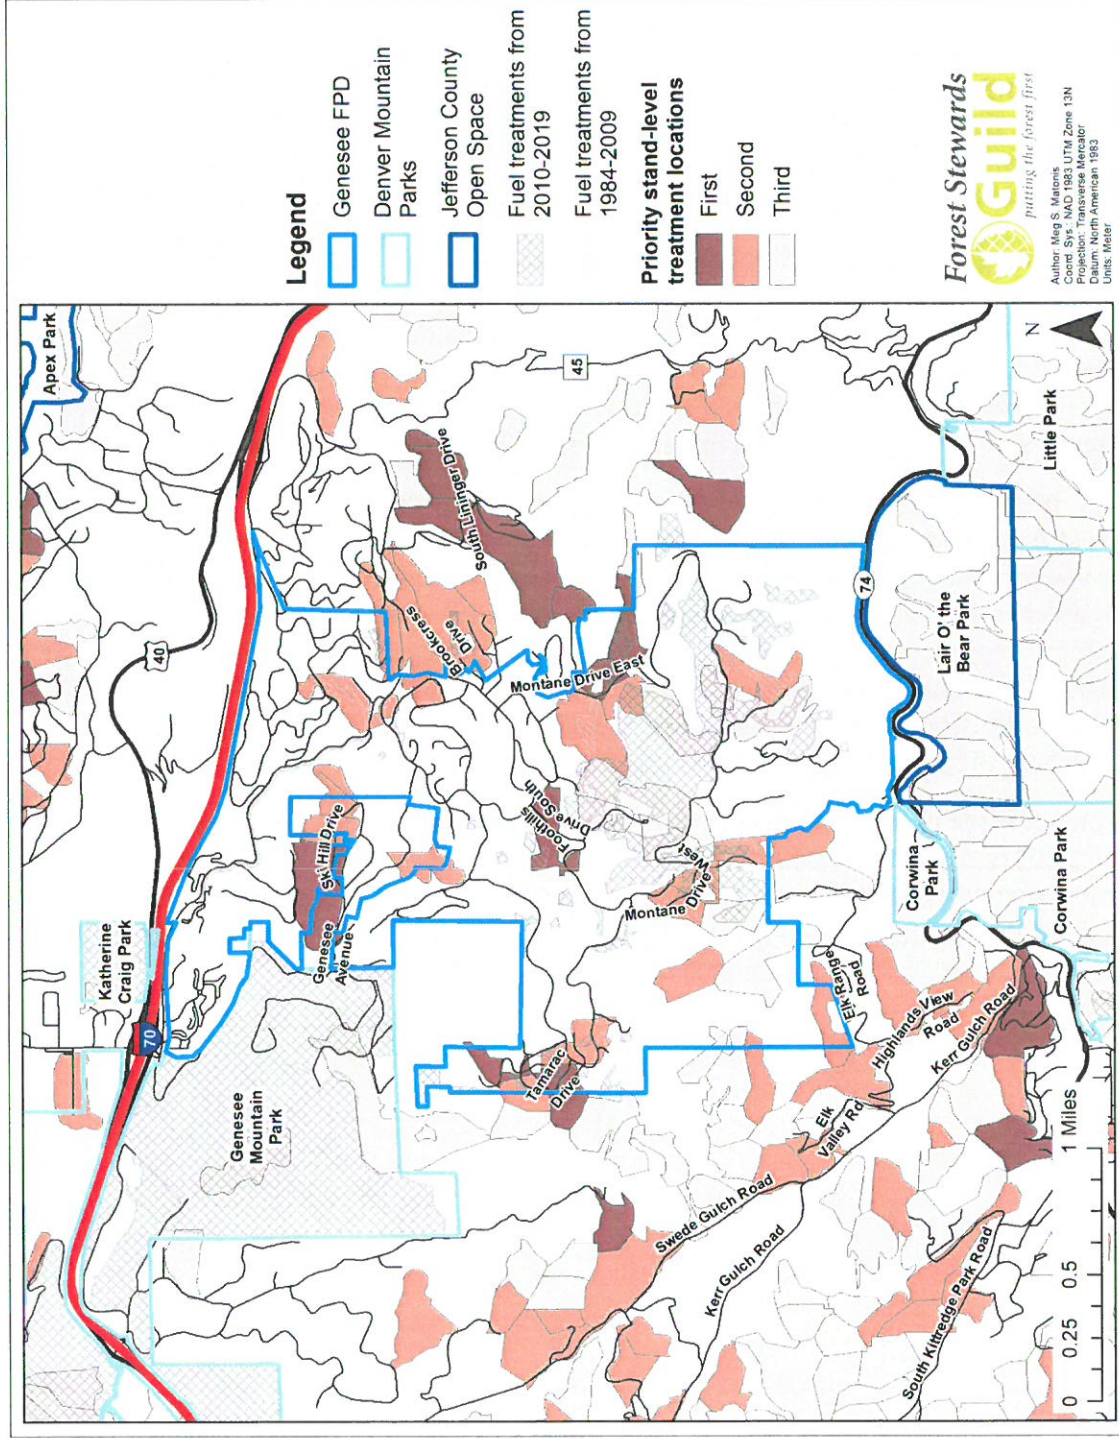 Apex Park
Katherine
Craig Park
40
70
45
74
Genesee
Mountain
Park
Genesee
Avenue
Ski Hill Drive
Brookcress
Drive
South Lininger Drive
Montane Drive East
Foothills
Drive South
Montane Drive
West
Tamarac
Drive
Elk Range
Road
Highlands View
Road
Kerr Gulch Road
Elk
Valley Rd
Swede Gulch Road
Kerr Gulch Road
South Kittredge Park Road
Corwina
Park
Corwina Park
Lair O' the
Bear Park
Little Park
N
0 0.25 0.5 1 Miles
Legend
Genesee FPD
Denver Mountain
Parks
Jefferson County
Open Space
Fuel treatments from
2010-2019
Fuel treatments from
1984-2009
Priority stand-level
treatment locations
First
Second
Third
Forest Stewards
Guild
putting the forest first
Author: Meg S. Matonis
Coord. Sys.: NAD 1983 UTM Zone 13N
Projection: Transverse Mercator
Datum: North American 1983
Units: Meter